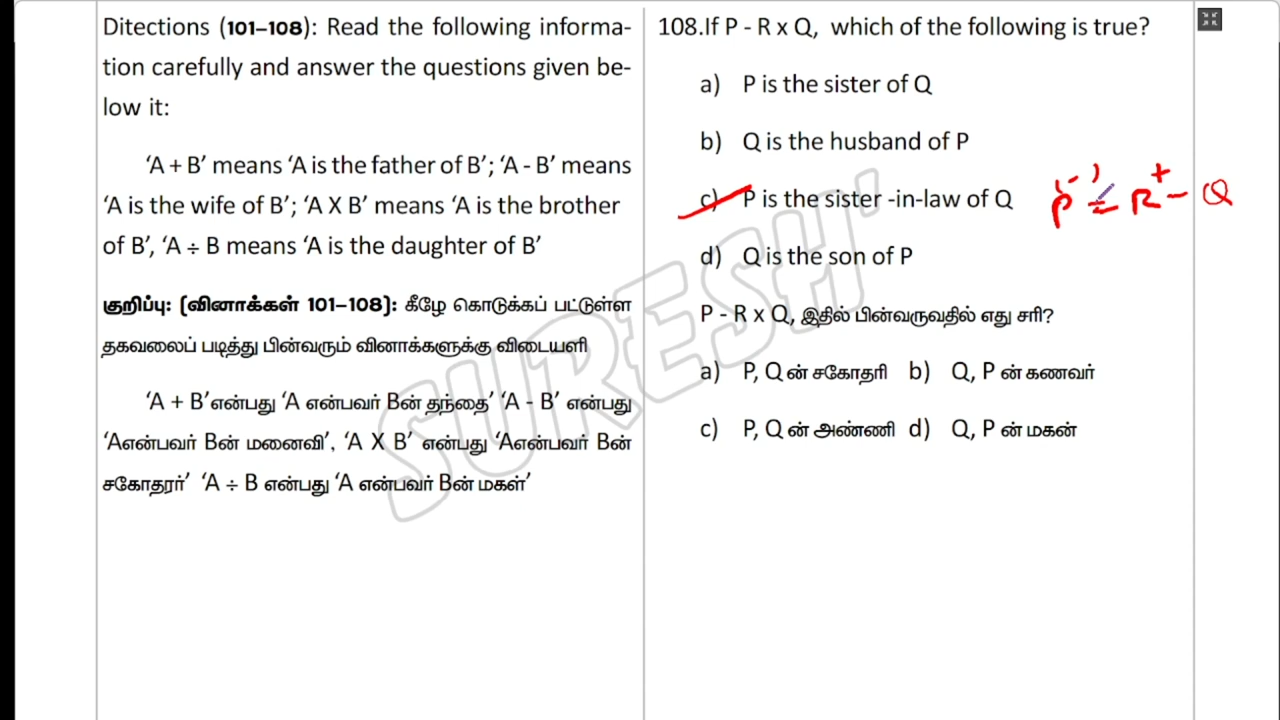 Ditections (101–108): Read the following informa-
tion carefully and answer the questions given be-
low it:
‘A + B’ means ‘A is the father of B’; ‘A - B’ means
‘A is the wife of B’; ‘A X B’ means ‘A is the brother
of B’, ‘A ÷ B means ‘A is the daughter of B’
குறிப்பு: (வினாக்கள் 101–108): கீழே கொடுக்கப் பட்டுள்ள
தகவலைப் படித்து பின்வரும் வினாக்களுக்கு விடையளி
‘A + B’என்பது ‘A என்பவர் Bன் தந்தை’ ‘A - B’ என்பது
‘Aஎன்பவர் Bன் மனைவி’, ‘A X B’ என்பது ‘Aஎன்பவர் Bன்
சகோதரர்’ ‘A ÷ B என்பது ‘A என்பவர் Bன் மகள்’
108.If P - R x Q, which of the following is true?
a) P is the sister of Q
b) Q is the husband of P
c) P is the sister -in-law of Q
d) Q is the son of P
P - R x Q, இதில் பின்வருவதில் எது சரி?
a) P, Qன் சகோதரி b) Q, Pன் கணவர்
c) P, Qன் அண்ணி d) Q, Pன் மகன்
P = R + – Q
SURESH